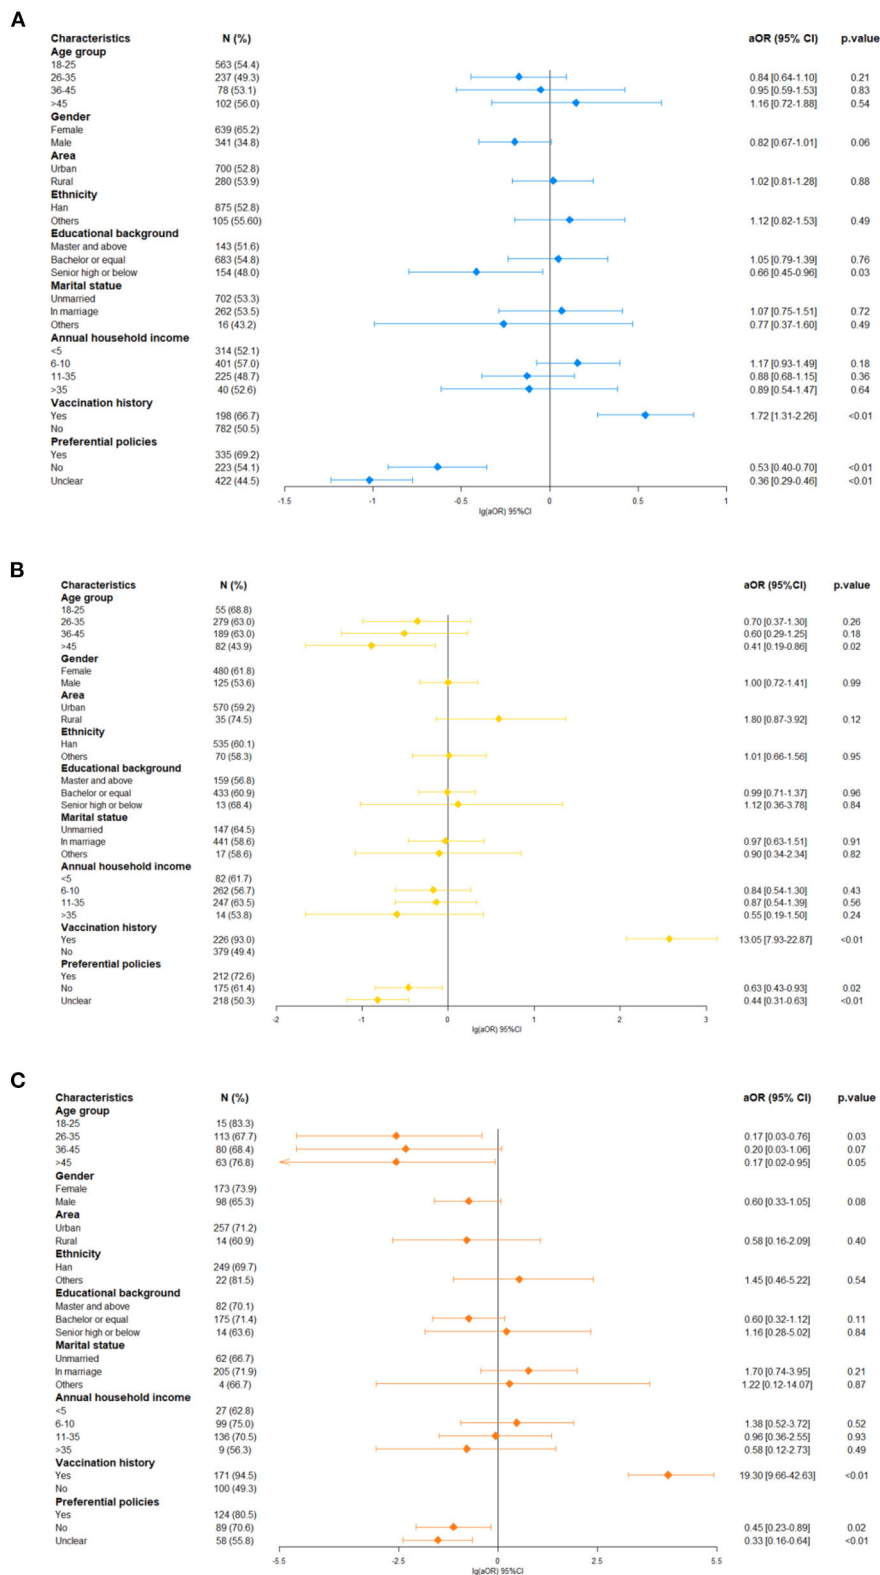 A
Characteristics N (%) aOR (95% CI) p.value
Age group
18-25 563 (54.4)
26-35 237 (49.3) 0.84 [0.64-1.10] 0.21
36-45 78 (53.1) 0.95 [0.59-1.53] 0.83
>45 102 (56.0) 1.16 [0.72-1.88] 0.54
Gender
Female 639 (65.2)
Male 341 (34.8) 0.82 [0.67-1.01] 0.06
Area
Urban 700 (52.8)
Rural 280 (53.9) 1.02 [0.81-1.28] 0.88
Ethnicity
Han 875 (52.8)
Others 105 (55.60) 1.12 [0.82-1.53] 0.49
Educational background
Master and above 143 (51.6)
Bachelor or equal 683 (54.8) 1.05 [0.79-1.39] 0.76
Senior high or below 154 (48.0) 0.66 [0.45-0.96] 0.03
Marital statue
Unmarried 702 (53.3)
In marriage 262 (53.5) 1.07 [0.75-1.51] 0.72
Others 16 (43.2) 0.77 [0.37-1.60] 0.49
Annual household income
<5 314 (52.1)
6-10 401 (57.0) 1.17 [0.93-1.49] 0.18
11-35 225 (48.7) 0.88 [0.68-1.15] 0.36
>35 40 (52.6) 0.89 [0.54-1.47] 0.64
Vaccination history
Yes 198 (66.7) 1.72 [1.31-2.26] <0.01
No 782 (50.5)
Preferential policies
Yes 335 (69.2)
No 223 (54.1) 0.53 [0.40-0.70] <0.01
Unclear 422 (44.5) 0.36 [0.29-0.46] <0.01
-1.5 -1 -0.5 0 0.5 1
lg(aOR) 95%CI
B
Characteristics N (%) aOR (95%CI) p.value
Age group
18-25 55 (68.8)
26-35 279 (63.0) 0.70 [0.37-1.30] 0.26
36-45 189 (63.0) 0.60 [0.29-1.25] 0.18
>45 82 (43.9) 0.41 [0.19-0.86] 0.02
Gender
Female 480 (61.8)
Male 125 (53.6) 1.00 [0.72-1.41] 0.99
Area
Urban 570 (59.2)
Rural 35 (74.5) 1.80 [0.87-3.92] 0.12
Ethnicity
Han 535 (60.1)
Others 70 (58.3) 1.01 [0.66-1.56] 0.95
Educational background
Master and above 159 (56.8)
Bachelor or equal 433 (60.9) 0.99 [0.71-1.37] 0.96
Senior high or below 13 (68.4) 1.12 [0.36-3.78] 0.84
Marital statue
Unmarried 147 (64.5)
In marriage 441 (58.6) 0.97 [0.63-1.51] 0.91
Others 17 (58.6) 0.90 [0.34-2.34] 0.82
Annual household income
<5 82 (61.7)
6-10 262 (56.7) 0.84 [0.54-1.30] 0.43
11-35 247 (63.5) 0.87 [0.54-1.39] 0.56
>35 14 (53.8) 0.55 [0.19-1.50] 0.24
Vaccination history
Yes 226 (93.0) 13.05 [7.93-22.87] <0.01
No 379 (49.4)
Preferential policies
Yes 212 (72.6)
No 175 (61.4) 0.63 [0.43-0.93] 0.02
Unclear 218 (50.3) 0.44 [0.31-0.63] <0.01
-2 -1 0 1 2 3
lg(aOR) 95%CI
C
Characteristics N (%) aOR (95% CI) p.value
Age group
18-25 15 (83.3)
26-35 113 (67.7) 0.17 [0.03-0.76] 0.03
36-45 80 (68.4) 0.20 [0.03-1.06] 0.07
>45 63 (76.8) 0.17 [0.02-0.95] 0.05
Gender
Female 173 (73.9)
Male 98 (65.3) 0.60 [0.33-1.05] 0.08
Area
Urban 257 (71.2)
Rural 14 (60.9) 0.58 [0.16-2.09] 0.40
Ethnicity
Han 249 (69.7)
Others 22 (81.5) 1.45 [0.46-5.22] 0.54
Educational background
Master and above 82 (70.1)
Bachelor or equal 175 (71.4) 0.60 [0.32-1.12] 0.11
Senior high or below 14 (63.6) 1.16 [0.28-5.02] 0.84
Marital statue
Unmarried 62 (66.7)
In marriage 205 (71.9) 1.70 [0.74-3.95] 0.21
Others 4 (66.7) 1.22 [0.12-14.07] 0.87
Annual household income
<5 27 (62.8)
6-10 99 (75.0) 1.38 [0.52-3.72] 0.52
11-35 136 (70.5) 0.96 [0.36-2.55] 0.93
>35 9 (56.3) 0.58 [0.12-2.73] 0.49
Vaccination history
Yes 171 (94.5) 19.30 [9.66-42.63] <0.01
No 100 (49.3)
Preferential policies
Yes 124 (80.5)
No 89 (70.6) 0.45 [0.23-0.89] 0.02
Unclear 58 (55.8) 0.33 [0.16-0.64] <0.01
-5.5 -2.5 0 2.5 5.5
lg(aOR) 95%CI